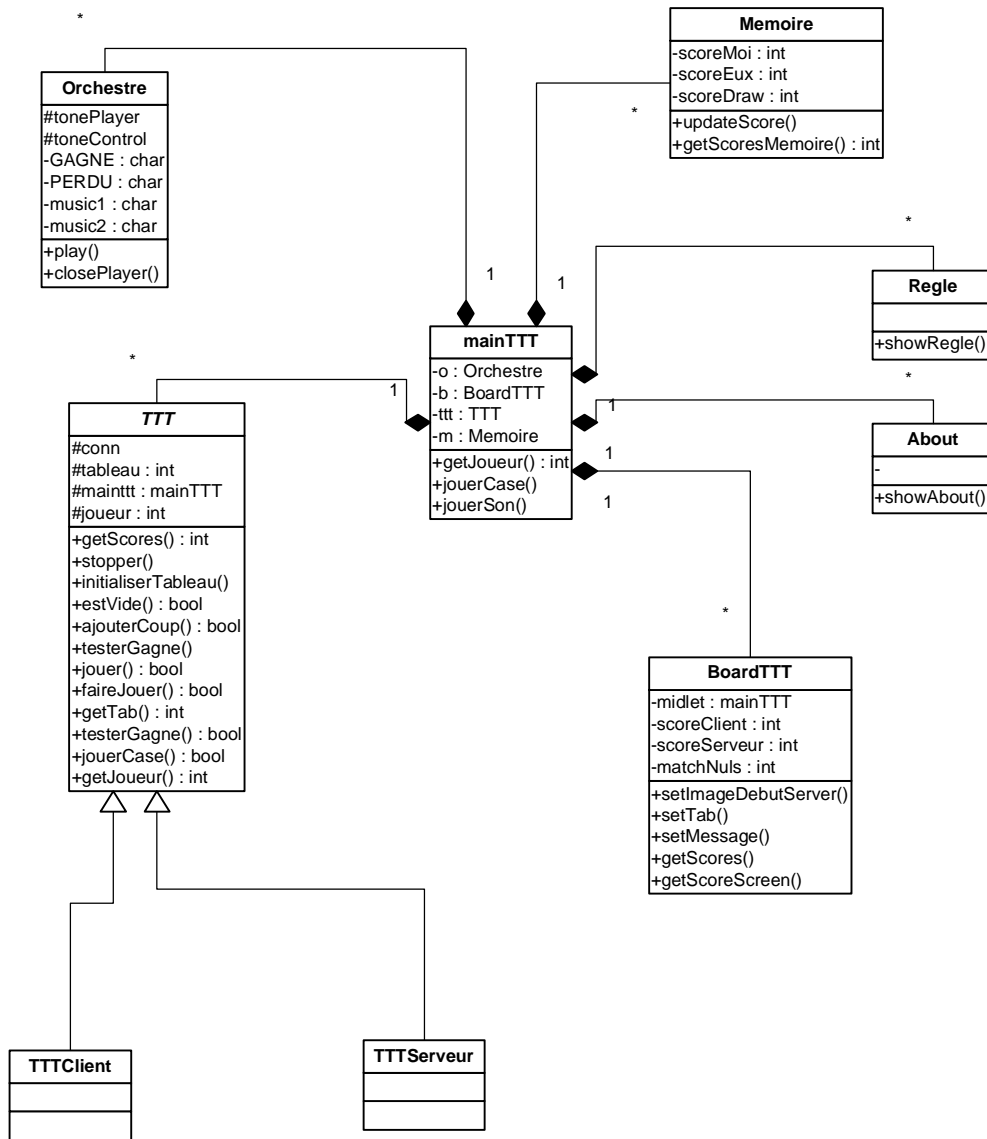 *
Orchestre
#tonePlayer
#toneControl
-GAGNE : char
-PERDU : char
-music1 : char
-music2 : char
+play()
+closePlayer()
1
Memoire
-scoreMoi : int
-scoreEux : int
-scoreDraw : int
+updateScore()
+getScoresMemoire() : int
*
1
*
Regle
+showRegle()
mainTTT
-o : Orchestre
-b : BoardTTT
-ttt : TTT
-m : Memoire
+getJoueur() : int
+jouerCase()
+jouerSon()
1
*
About
-
+showAbout()
1
1
*
1
*
TTT
#conn
#tableau : int
#mainttt : mainTTT
#joueur : int
+getScores() : int
+stopper()
+initialiserTableau()
+estVide() : bool
+ajouterCoup() : bool
+testerGagne()
+jouer() : bool
+faireJouer() : bool
+getTab() : int
+testerGagne() : bool
+jouerCase() : bool
+getJoueur() : int
BoardTTT
-midlet : mainTTT
-scoreClient : int
-scoreServeur : int
-matchNuls : int
+setImageDebutServer()
+setTab()
+setMessage()
+getScores()
+getScoreScreen()
TTTClient
TTTServeur